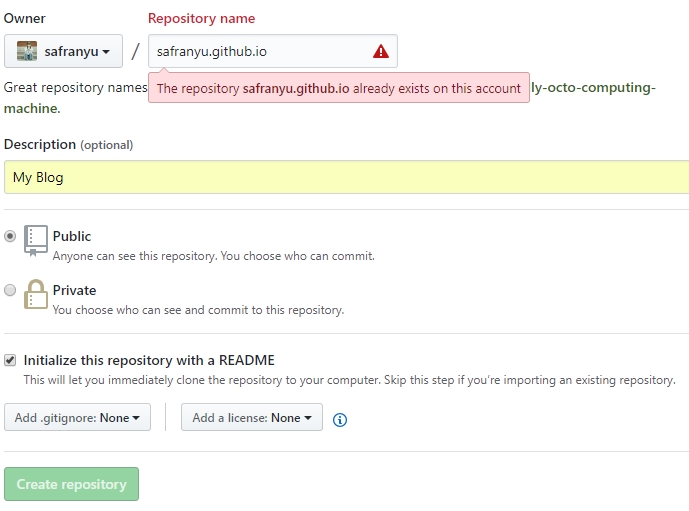 Owner
Repository name
safranyu / safranyu.github.io
Great repository names
The repository safranyu.github.io already exists on this account
ly-octo-computing-
machine.
Description (optional)
My Blog
Public
Anyone can see this repository. You choose who can commit.
Private
You choose who can see and commit to this repository.
Initialize this repository with a README
This will let you immediately clone the repository to your computer. Skip this step if you're importing an existing repository.
Add .gitignore: None
Add a license: None
Create repository